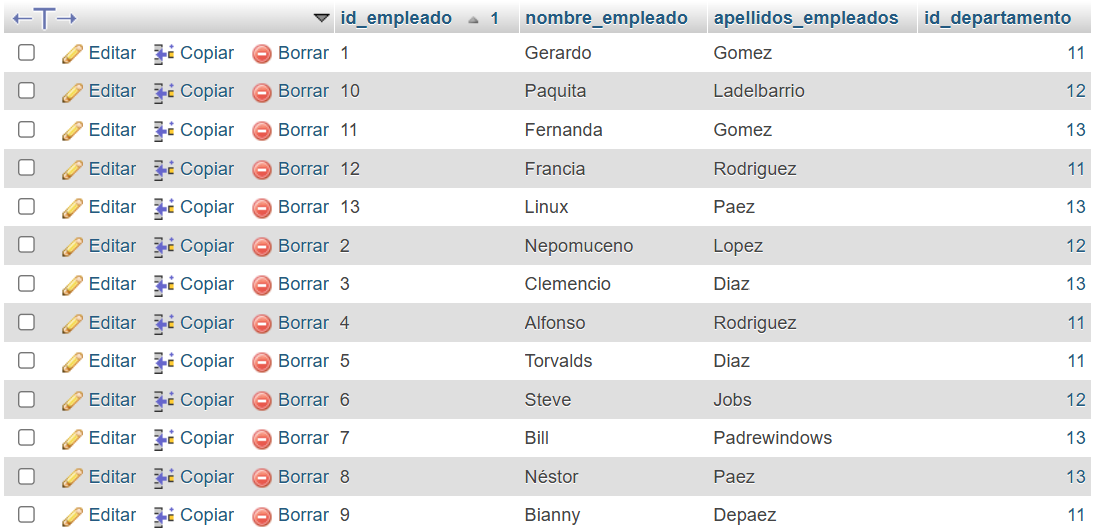 id_empleado 1 nombre_empleado apellidos_empleados id_departamento
Editar Copiar Borrar 1 Gerardo Gomez 11
Editar Copiar Borrar 10 Paquita Ladelbarrio 12
Editar Copiar Borrar 11 Fernanda Gomez 13
Editar Copiar Borrar 12 Francia Rodriguez 11
Editar Copiar Borrar 13 Linux Paez 13
Editar Copiar Borrar 2 Nepomuceno Lopez 12
Editar Copiar Borrar 3 Clemencio Diaz 13
Editar Copiar Borrar 4 Alfonso Rodriguez 11
Editar Copiar Borrar 5 Torvalds Diaz 11
Editar Copiar Borrar 6 Steve Jobs 12
Editar Copiar Borrar 7 Bill Padrewindows 13
Editar Copiar Borrar 8 Néstor Paez 13
Editar Copiar Borrar 9 Bianny Depaez 11